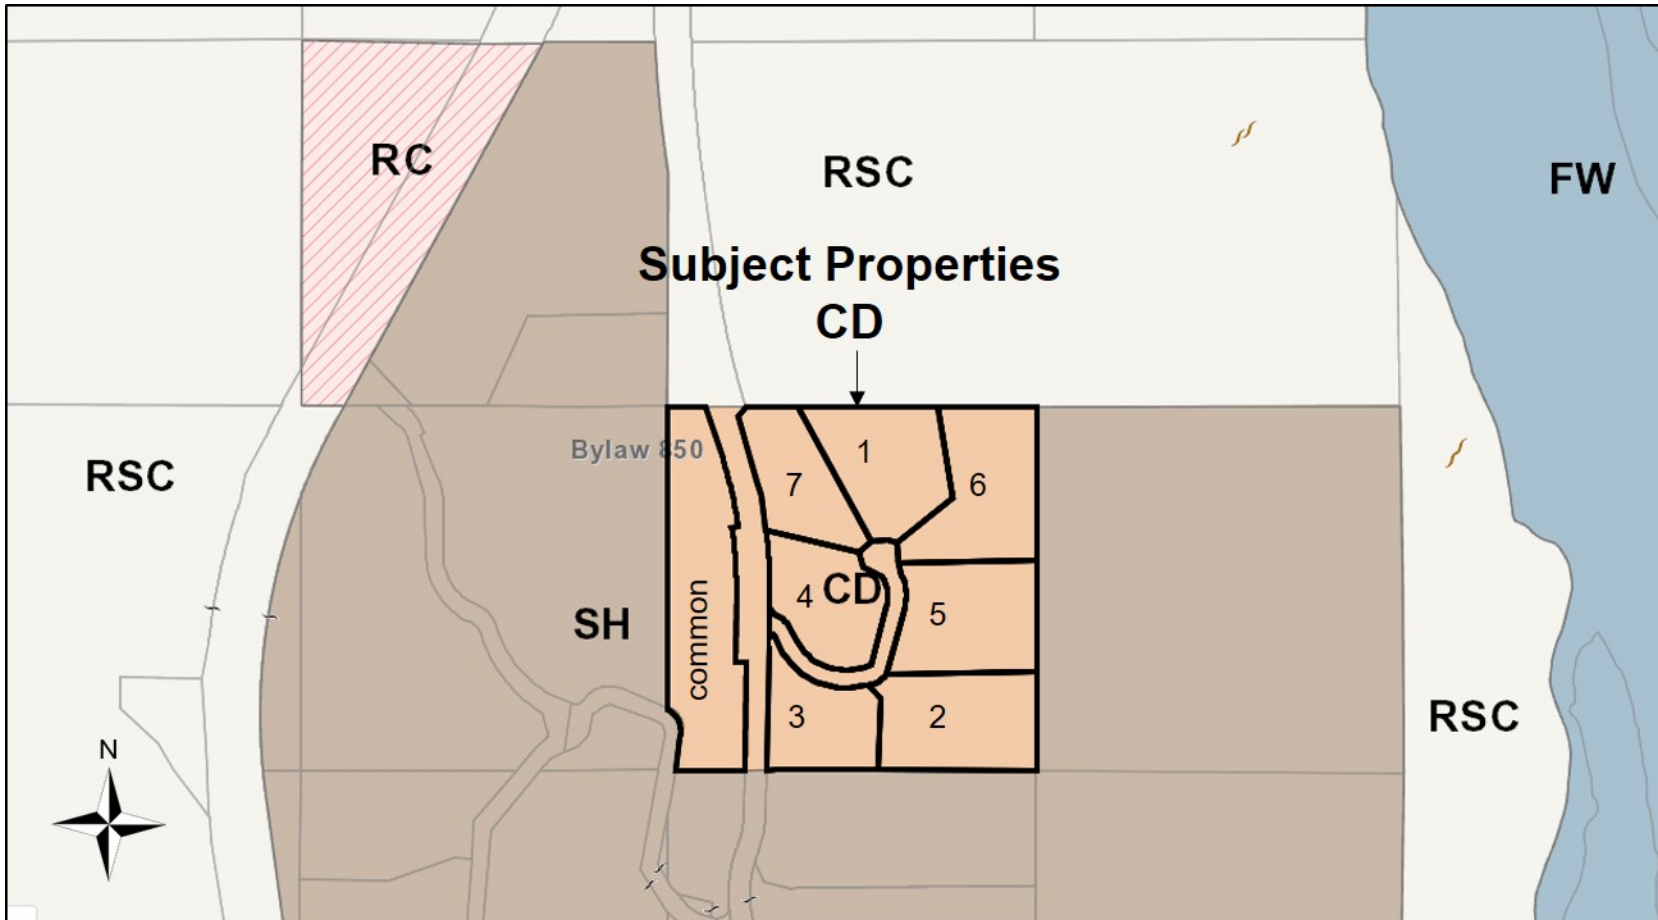 RC
RSC
FW
Subject Properties
CD
Bylaw 850
1
7
6
RSC
4
CD
5
SH
common
3
2
RSC
N